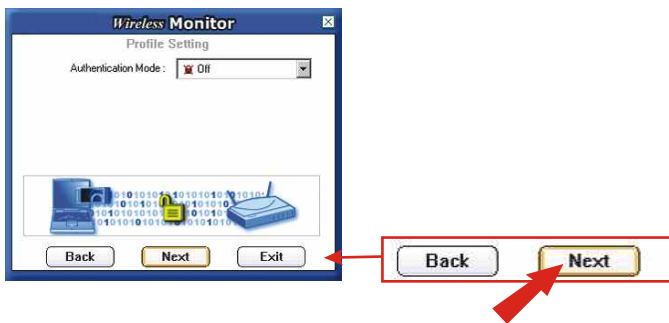 Wireless Monitor
Profile Setting
Authentication Mode : Off
Back Next Exit
Back Next